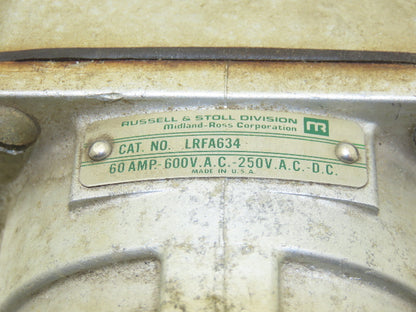 RUSSELL & STOLL DIVISION
Midland-Ross Corporation
CAT. NO. LRFA634
60 AMP.-600V.A.C.-250V.A.C.-D.C.
MADE IN U.S.A.